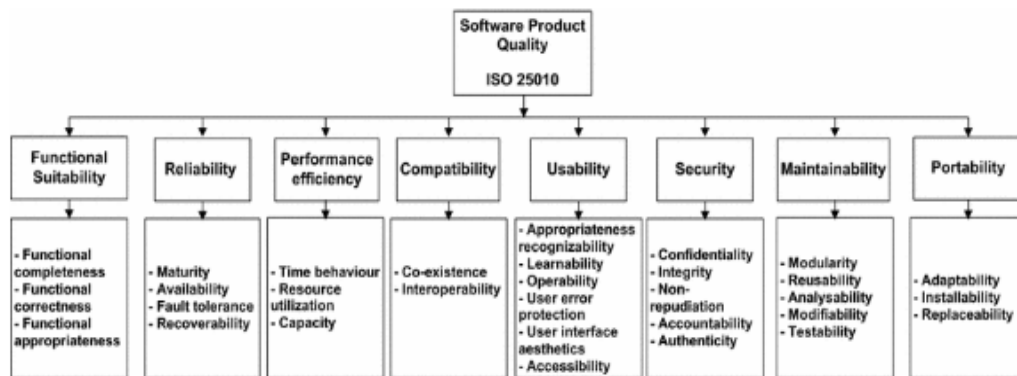 Software Product
Quality
ISO 25010
Functional
Suitability
Reliability
Performance
efficiency
Compatibility
Usability
Security
Maintainability
Portability
- Functional
completeness
- Functional
correctness
- Functional
appropriateness
- Maturity
- Availability
- Fault tolerance
- Recoverability
- Time behaviour
- Resource
utilization
- Capacity
- Co-existence
- Interoperability
- Appropriateness
recognizability
- Learnability
- Operability
- User error
protection
- User interface
aesthetics
- Accessibility
- Confidentiality
- Integrity
- Non-
repudiation
- Accountability
- Authenticity
- Modularity
- Reusability
- Analysability
- Modifiability
- Testability
- Adaptability
- Installability
- Replaceability